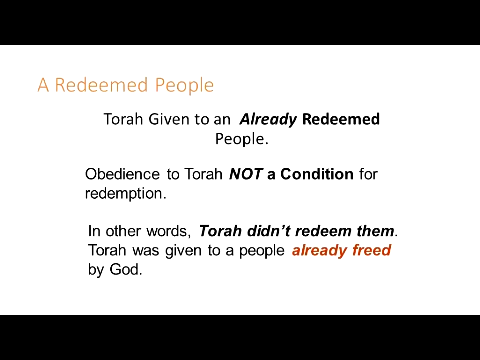 A Redeemed People
Torah Given to an Already Redeemed
People.
Obedience to Torah NOT a Condition for
redemption.
In other words, Torah didn’t redeem them.
Torah was given to a people already freed
by God.